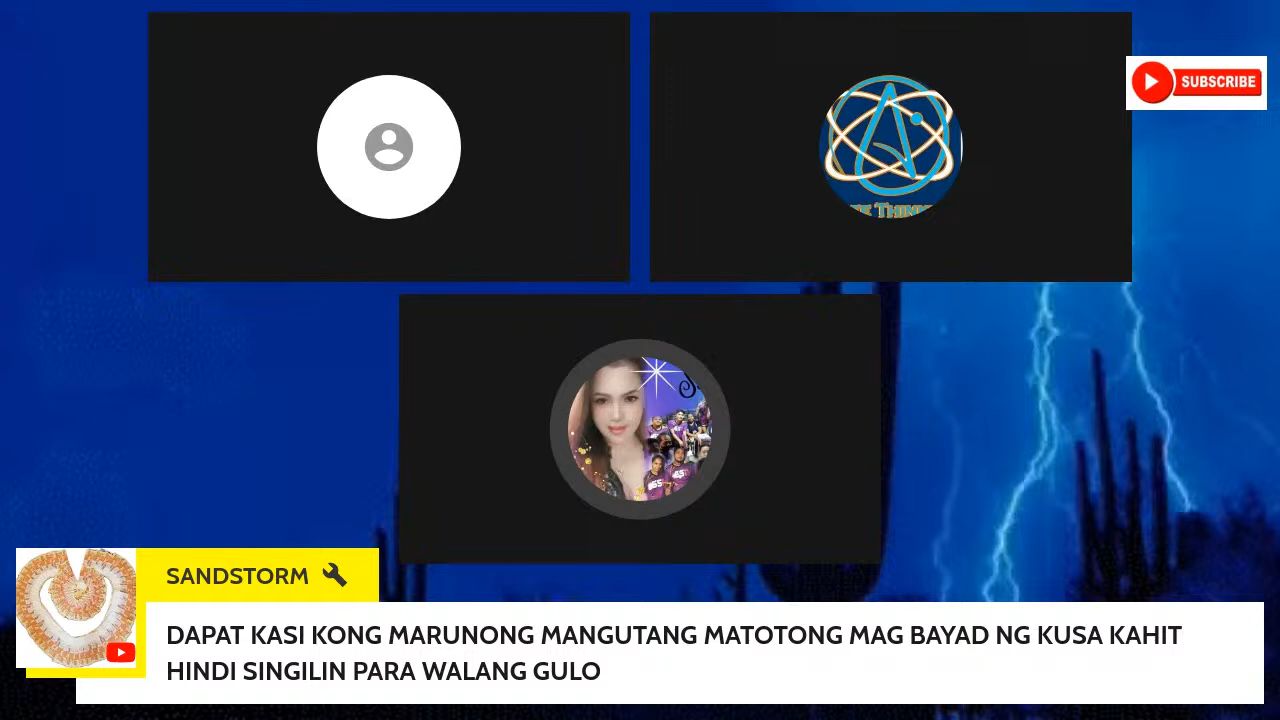 SUBSCRIBE
SANDSTORM
DAPAT KASI KONG MARUNONG MANGUTANG MATOTONG MAG BAYAD NG KUSA KAHIT
HINDI SINGILIN PARA WALANG GULO